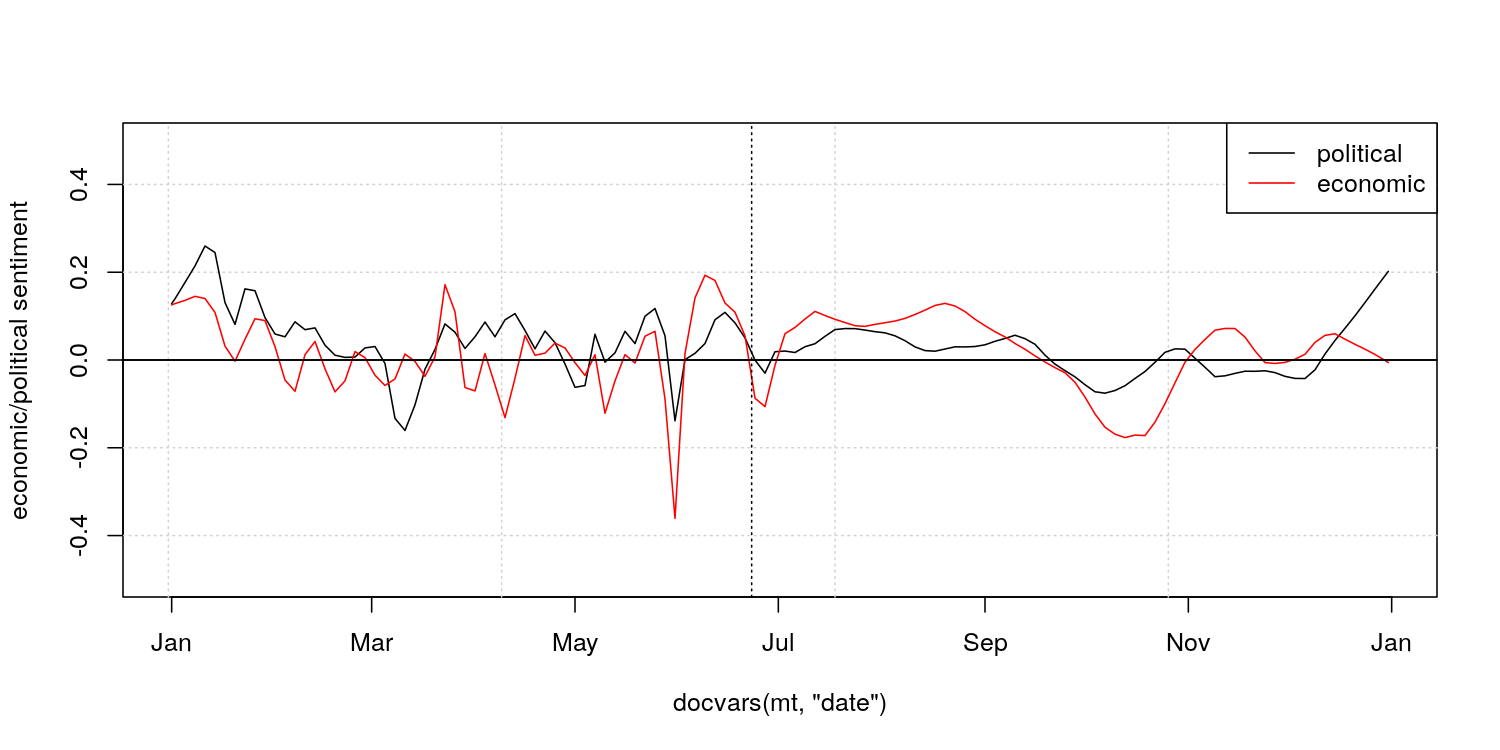 political
economic
economic/political sentiment
0.4
0.2
0.0
-0.2
-0.4
Jan
Mar
May
Jul
Sep
Nov
Jan
docvars(mt, "date")